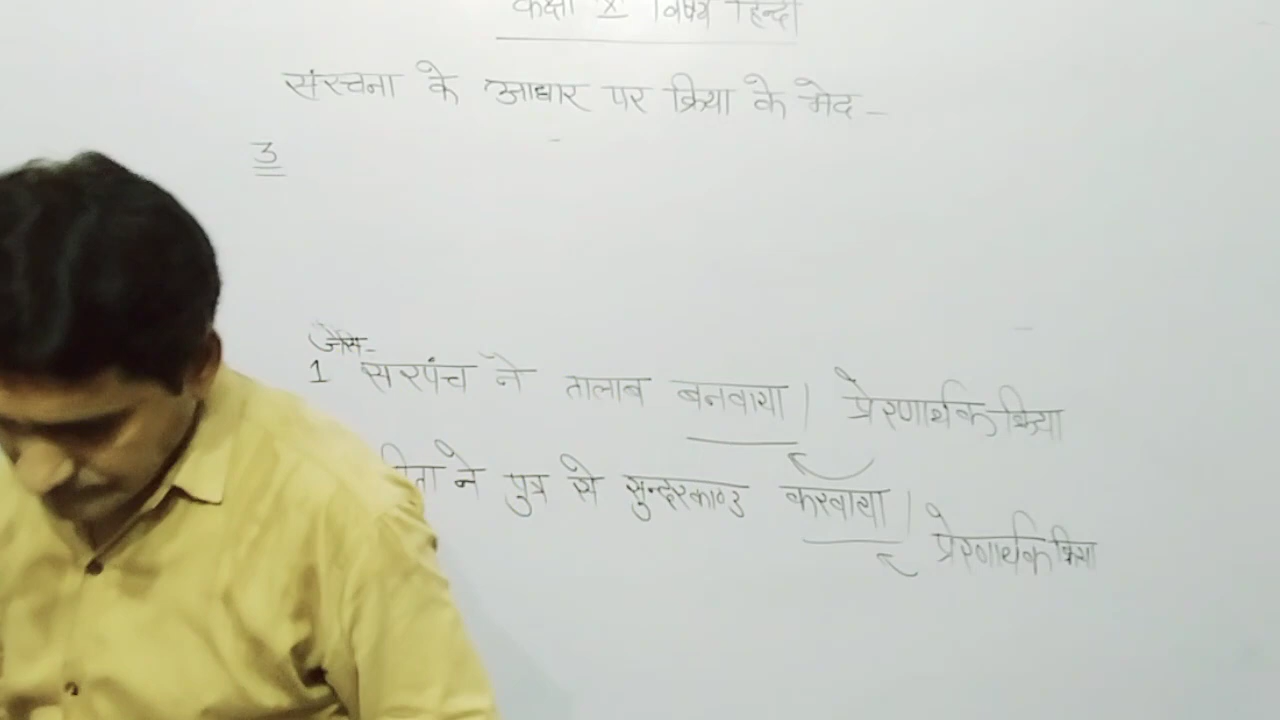 कक्षा X विषय हिन्दी
संरचना के आधार पर क्रिया के भेद –
3
जैसे-
1 सरपंच ने तालाब बनवाया | प्रेरणार्थक क्रिया
ने पुत्र से सुन्दरकाण्ड करवाया | प्रेरणार्थक क्रिया